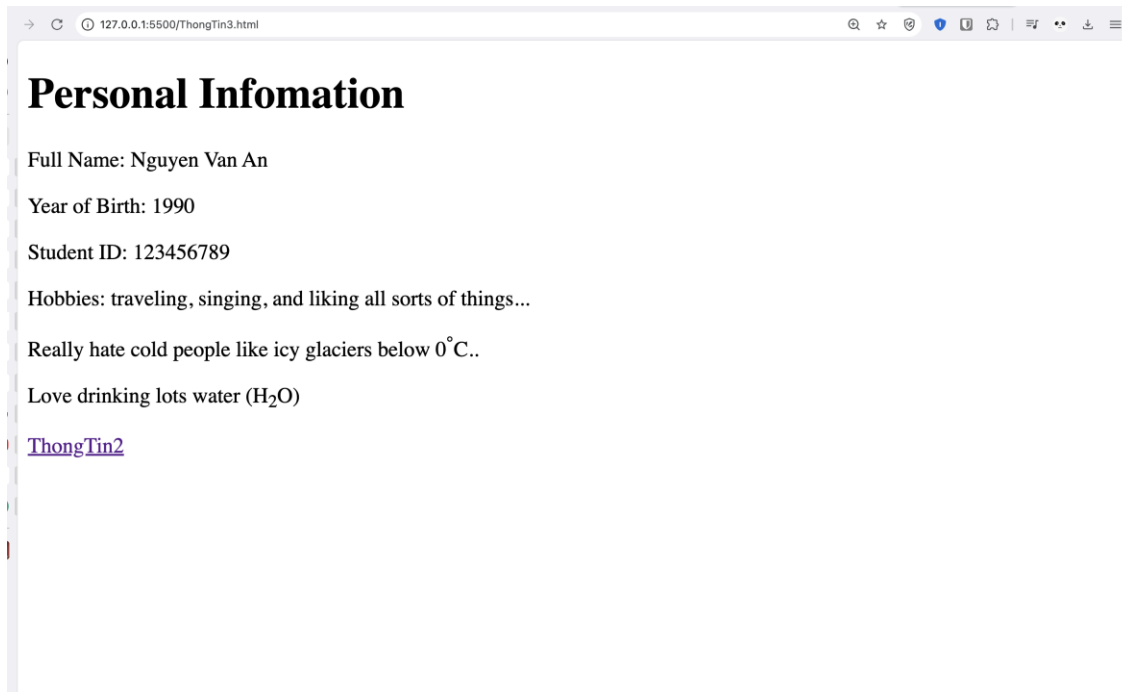 127.0.0.1:5500/ThongTin3.html
Personal Infomation
Full Name: Nguyen Van An
Year of Birth: 1990
Student ID: 123456789
Hobbies: traveling, singing, and liking all sorts of things...
Really hate cold people like icy glaciers below 0°C..
Love drinking lots water (H₂O)
ThongTin2